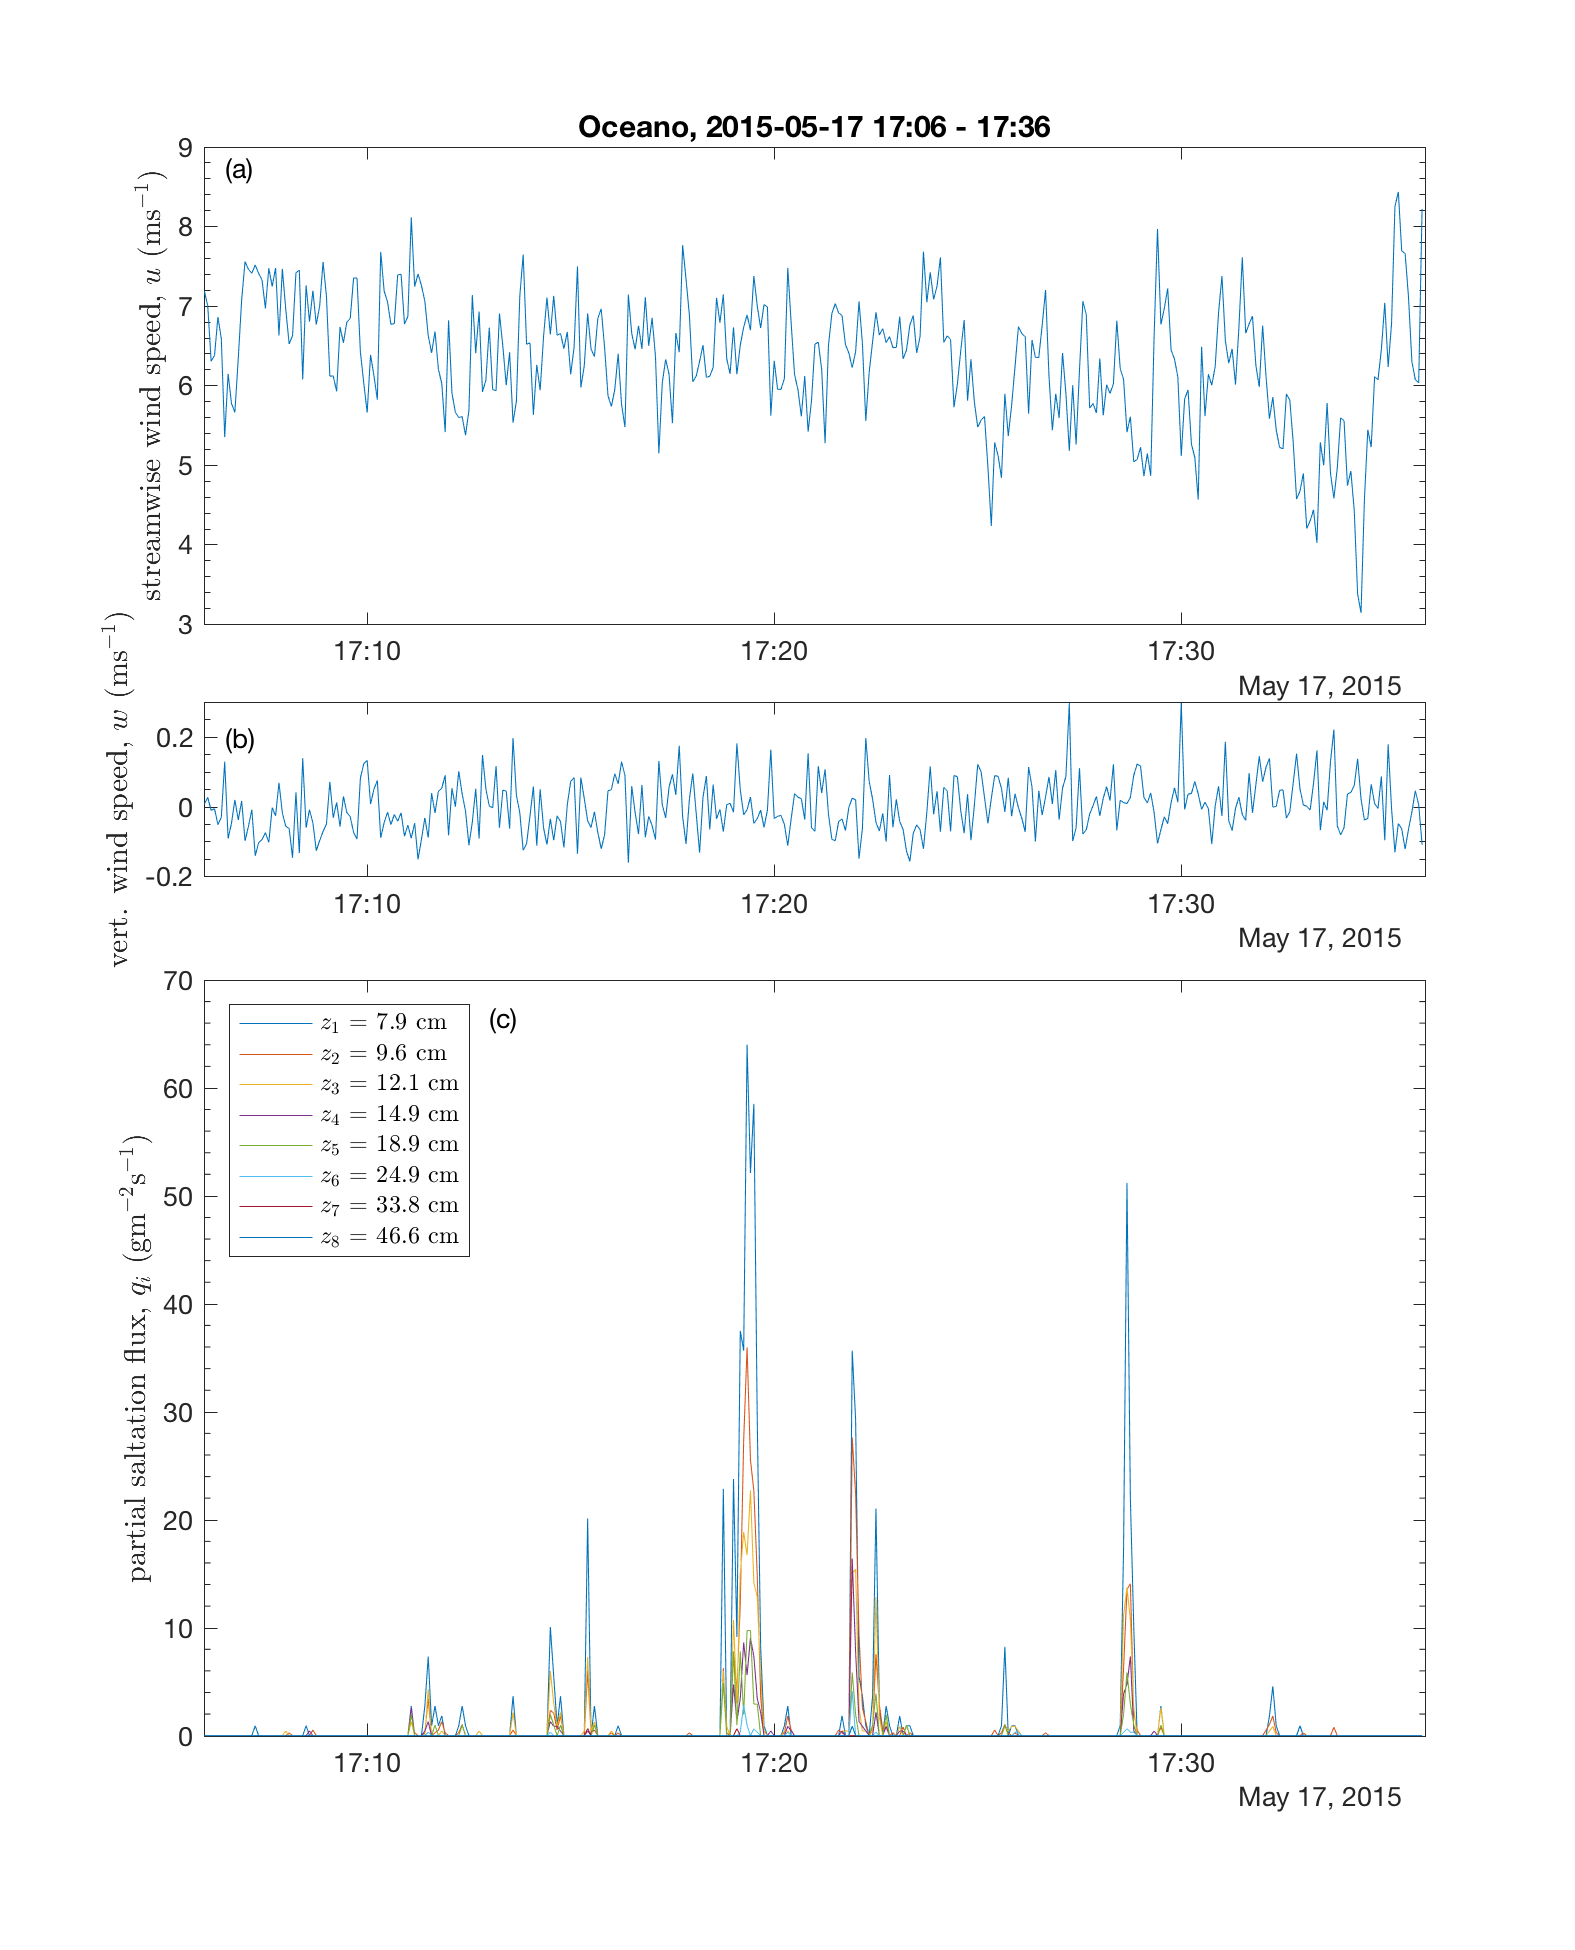 Oceano, 2015-05-17 17:06 - 17:36
(a)
streamwise wind speed, u (ms⁻¹)
9
8
7
6
5
4
3
17:10 17:20 17:30
May 17, 2015
(b)
vert. wind speed, w (ms⁻¹)
0.2
0
-0.2
17:10 17:20 17:30
May 17, 2015
(c)
partial saltation flux, qᵢ (gm⁻²s⁻¹)
70
60
50
40
30
20
10
0
z₁ = 7.9 cm
z₂ = 9.6 cm
z₃ = 12.1 cm
z₄ = 14.9 cm
z₅ = 18.9 cm
z₆ = 24.9 cm
z₇ = 33.8 cm
z₈ = 46.6 cm
17:10 17:20 17:30
May 17, 2015